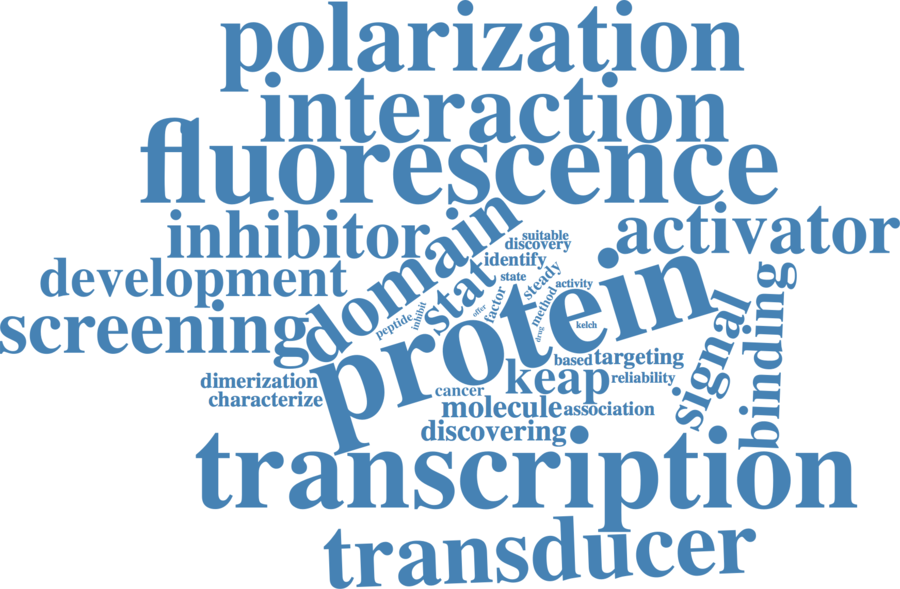 polarization
interaction
fluorescence
inhibitor
activator
domain
suitable
discovery
development
identify
stat
state
steady
protein
screening
peptide
inhibit
offer
factor
method
activity
drug
kelch
signal
binding
based
targeting
dimerization
keap
reliability
characterize
cancer
molecule
association
discovering
transcription
transducer